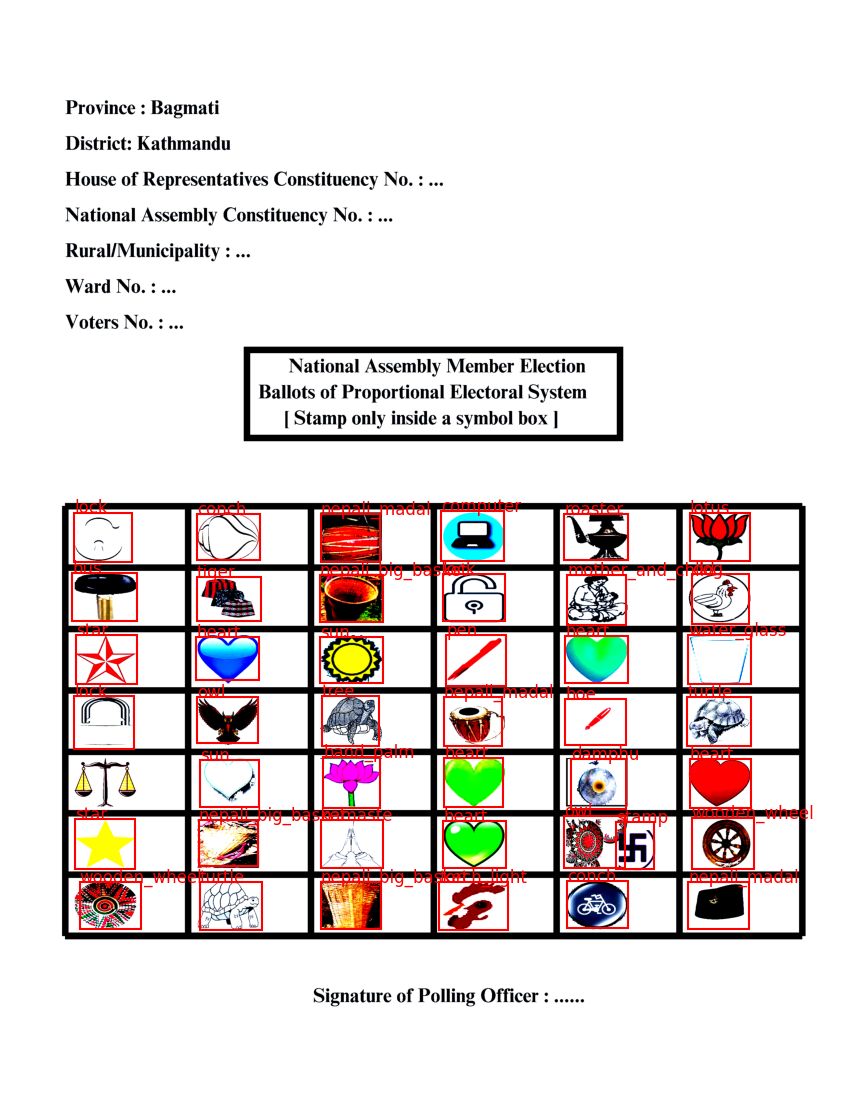 Province : Bagmati
District: Kathmandu
House of Representatives Constituency No. : ...
National Assembly Constituency No. : ...
Rural/Municipality : ...
Ward No. : ...
Voters No. : ...
National Assembly Member Election
Ballots of Proportional Electoral System
[ Stamp only inside a symbol box ]
lock conch nepali_madal computer master lotus
bus tiger nepali_big_basket lock mother_and_child
star heart sun pen heart water_glass
lock owl tree nepali_madal hoe turtle
sun hand_palm heart damphu heart
star nepali_big_basket namaste heart owl stamp wooden_wheel
wooden_wheel turtle nepali_big_basket torch_light conch nepali_madal
Signature of Polling Officer : ......